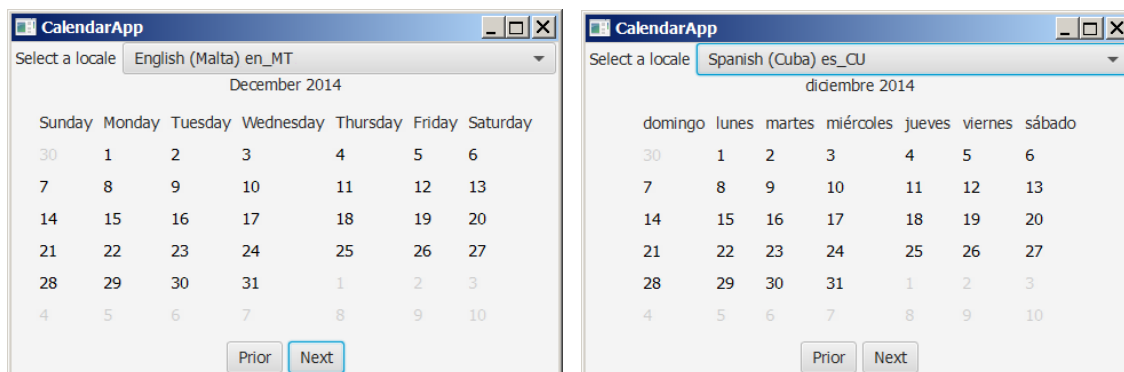 CalendarApp
Select a locale English (Malta) en_MT
December 2014
Sunday Monday Tuesday Wednesday Thursday Friday Saturday
30 1 2 3 4 5 6
7 8 9 10 11 12 13
14 15 16 17 18 19 20
21 22 23 24 25 26 27
28 29 30 31 1 2 3
4 5 6 7 8 9 10
Prior Next
CalendarApp
Select a locale Spanish (Cuba) es_CU
diciembre 2014
domingo lunes martes miércoles jueves viernes sábado
30 1 2 3 4 5 6
7 8 9 10 11 12 13
14 15 16 17 18 19 20
21 22 23 24 25 26 27
28 29 30 31 1 2 3
4 5 6 7 8 9 10
Prior Next